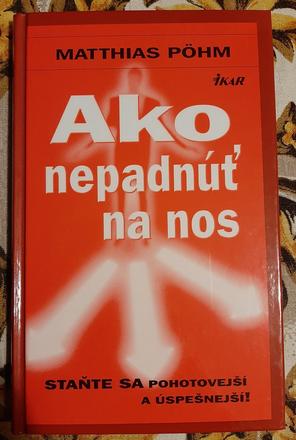 MATTHIAS PÖHM
IKAR
Ako
nepadnúť
na nos
STAŇTE SA POHOTOVEJŠÍ
A ÚSPEŠNEJŠÍ!